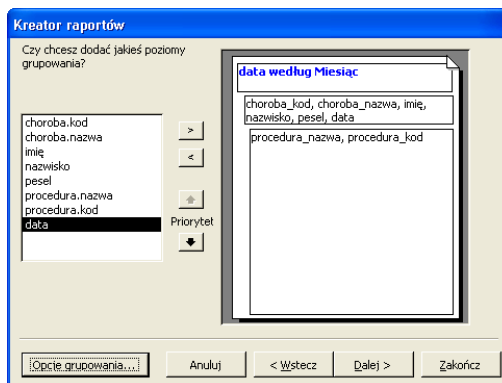 Kreator raportów
Czy chcesz dodać jakieś poziomy
grupowania?
choroba.kod
choroba.nazwa
imię
nazwisko
pesel
procedura.nazwa
procedura.kod
data
>
<
Priorytet
data według Miesiąc
choroba_kod, choroba_nazwa, imię,
nazwisko, pesel, data
procedura_nazwa, procedura_kod
Opcje grupowania...
Anuluj
< Wstecz
Dalej >
Zakończ